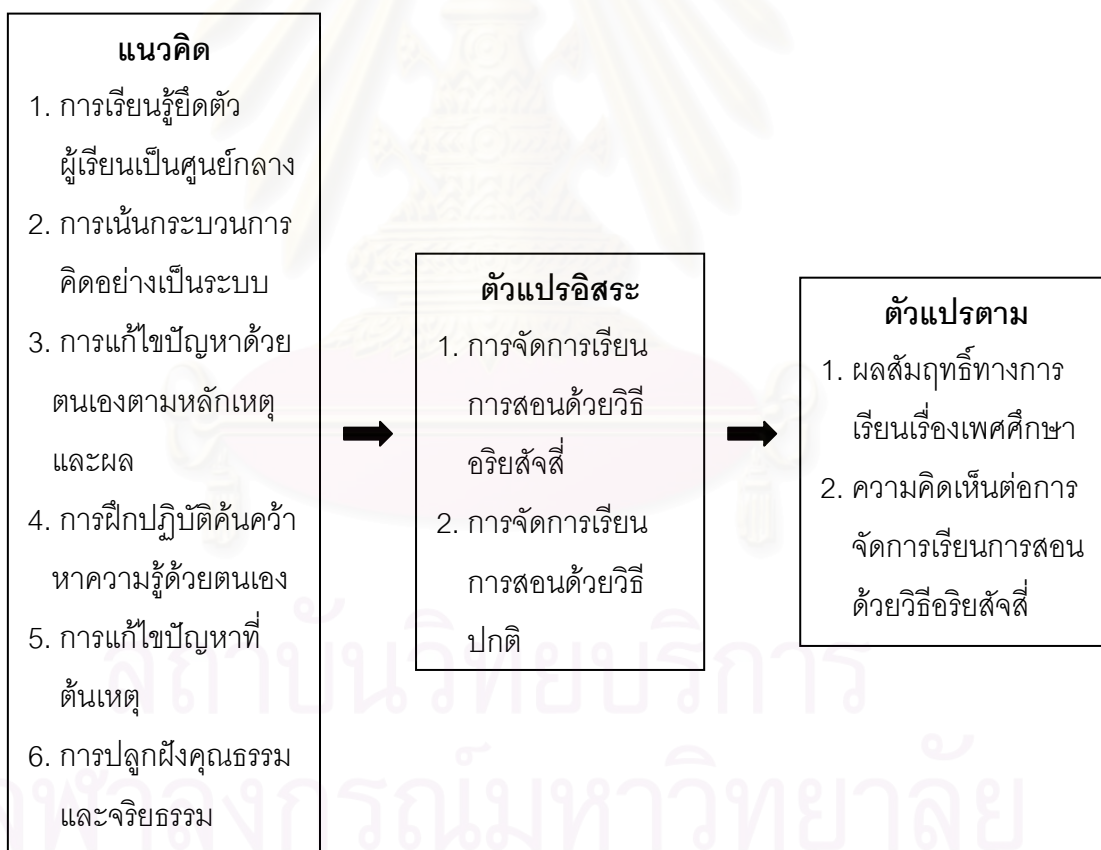 แนวคิด
1. การเรียนรู้ยึดตัว
ผู้เรียนเป็นศูนย์กลาง
2. การเน้นกระบวนการ
คิดอย่างเป็นระบบ
3. การแก้ไขปัญหาด้วย
ตนเองตามหลักเหตุ
และผล
4. การฝึกปฏิบัติค้นคว้า
หาความรู้ด้วยตนเอง
5. การแก้ไขปัญหาที่
ต้นเหตุ
6. การปลูกฝังคุณธรรม
และจริยธรรม
ตัวแปรอิสระ
1. การจัดการเรียน
การสอนด้วยวิธี
อริยสัจสี่
2. การจัดการเรียน
การสอนด้วยวิธี
ปกติ
ตัวแปรตาม
1. ผลสัมฤทธิ์ทางการ
เรียนเรื่องเพศศึกษา
2. ความคิดเห็นต่อการ
จัดการเรียนการสอน
ด้วยวิธีอริยสัจสี่
สถาบันวิทยบริการ
จุฬาลงกรณ์มหาวิทยาลัย